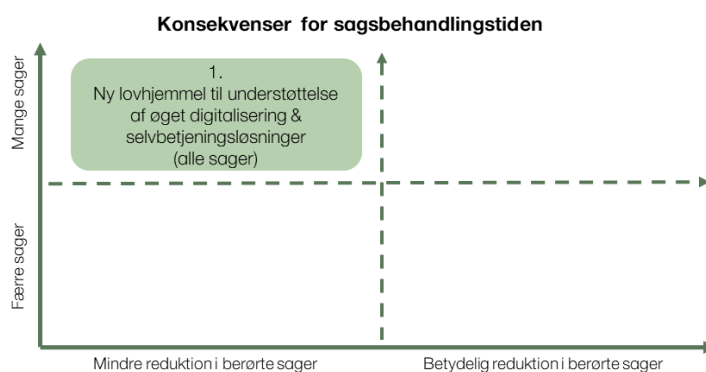 Konsekvenser for sagsbehandlingstiden
Mange sager
1.
Ny lovhjemmel til understøttelse
af øget digitalisering &
selvbetjeningsløsninger
(alle sager)
Færre sager
Mindre reduktion i berørte sager
Betydelig reduktion i berørte sager